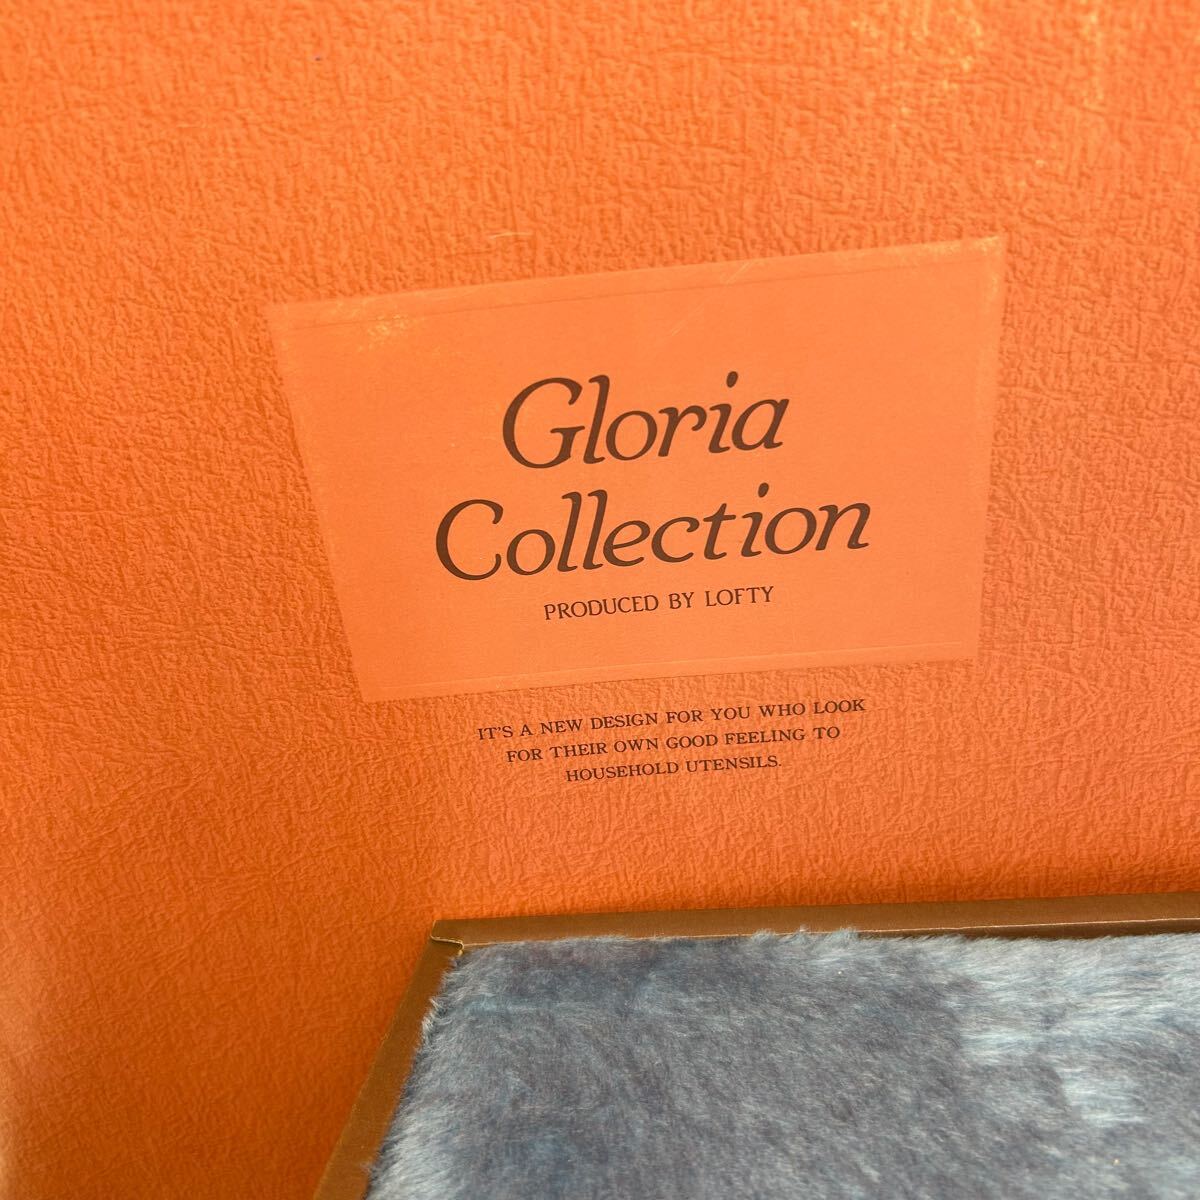 Gloria
Collection
PRODUCED BY LOFTY
IT'S A NEW DESIGN FOR YOU WHO LOOK
FOR THEIR OWN GOOD FEELING TO
HOUSEHOLD UTENSILS.